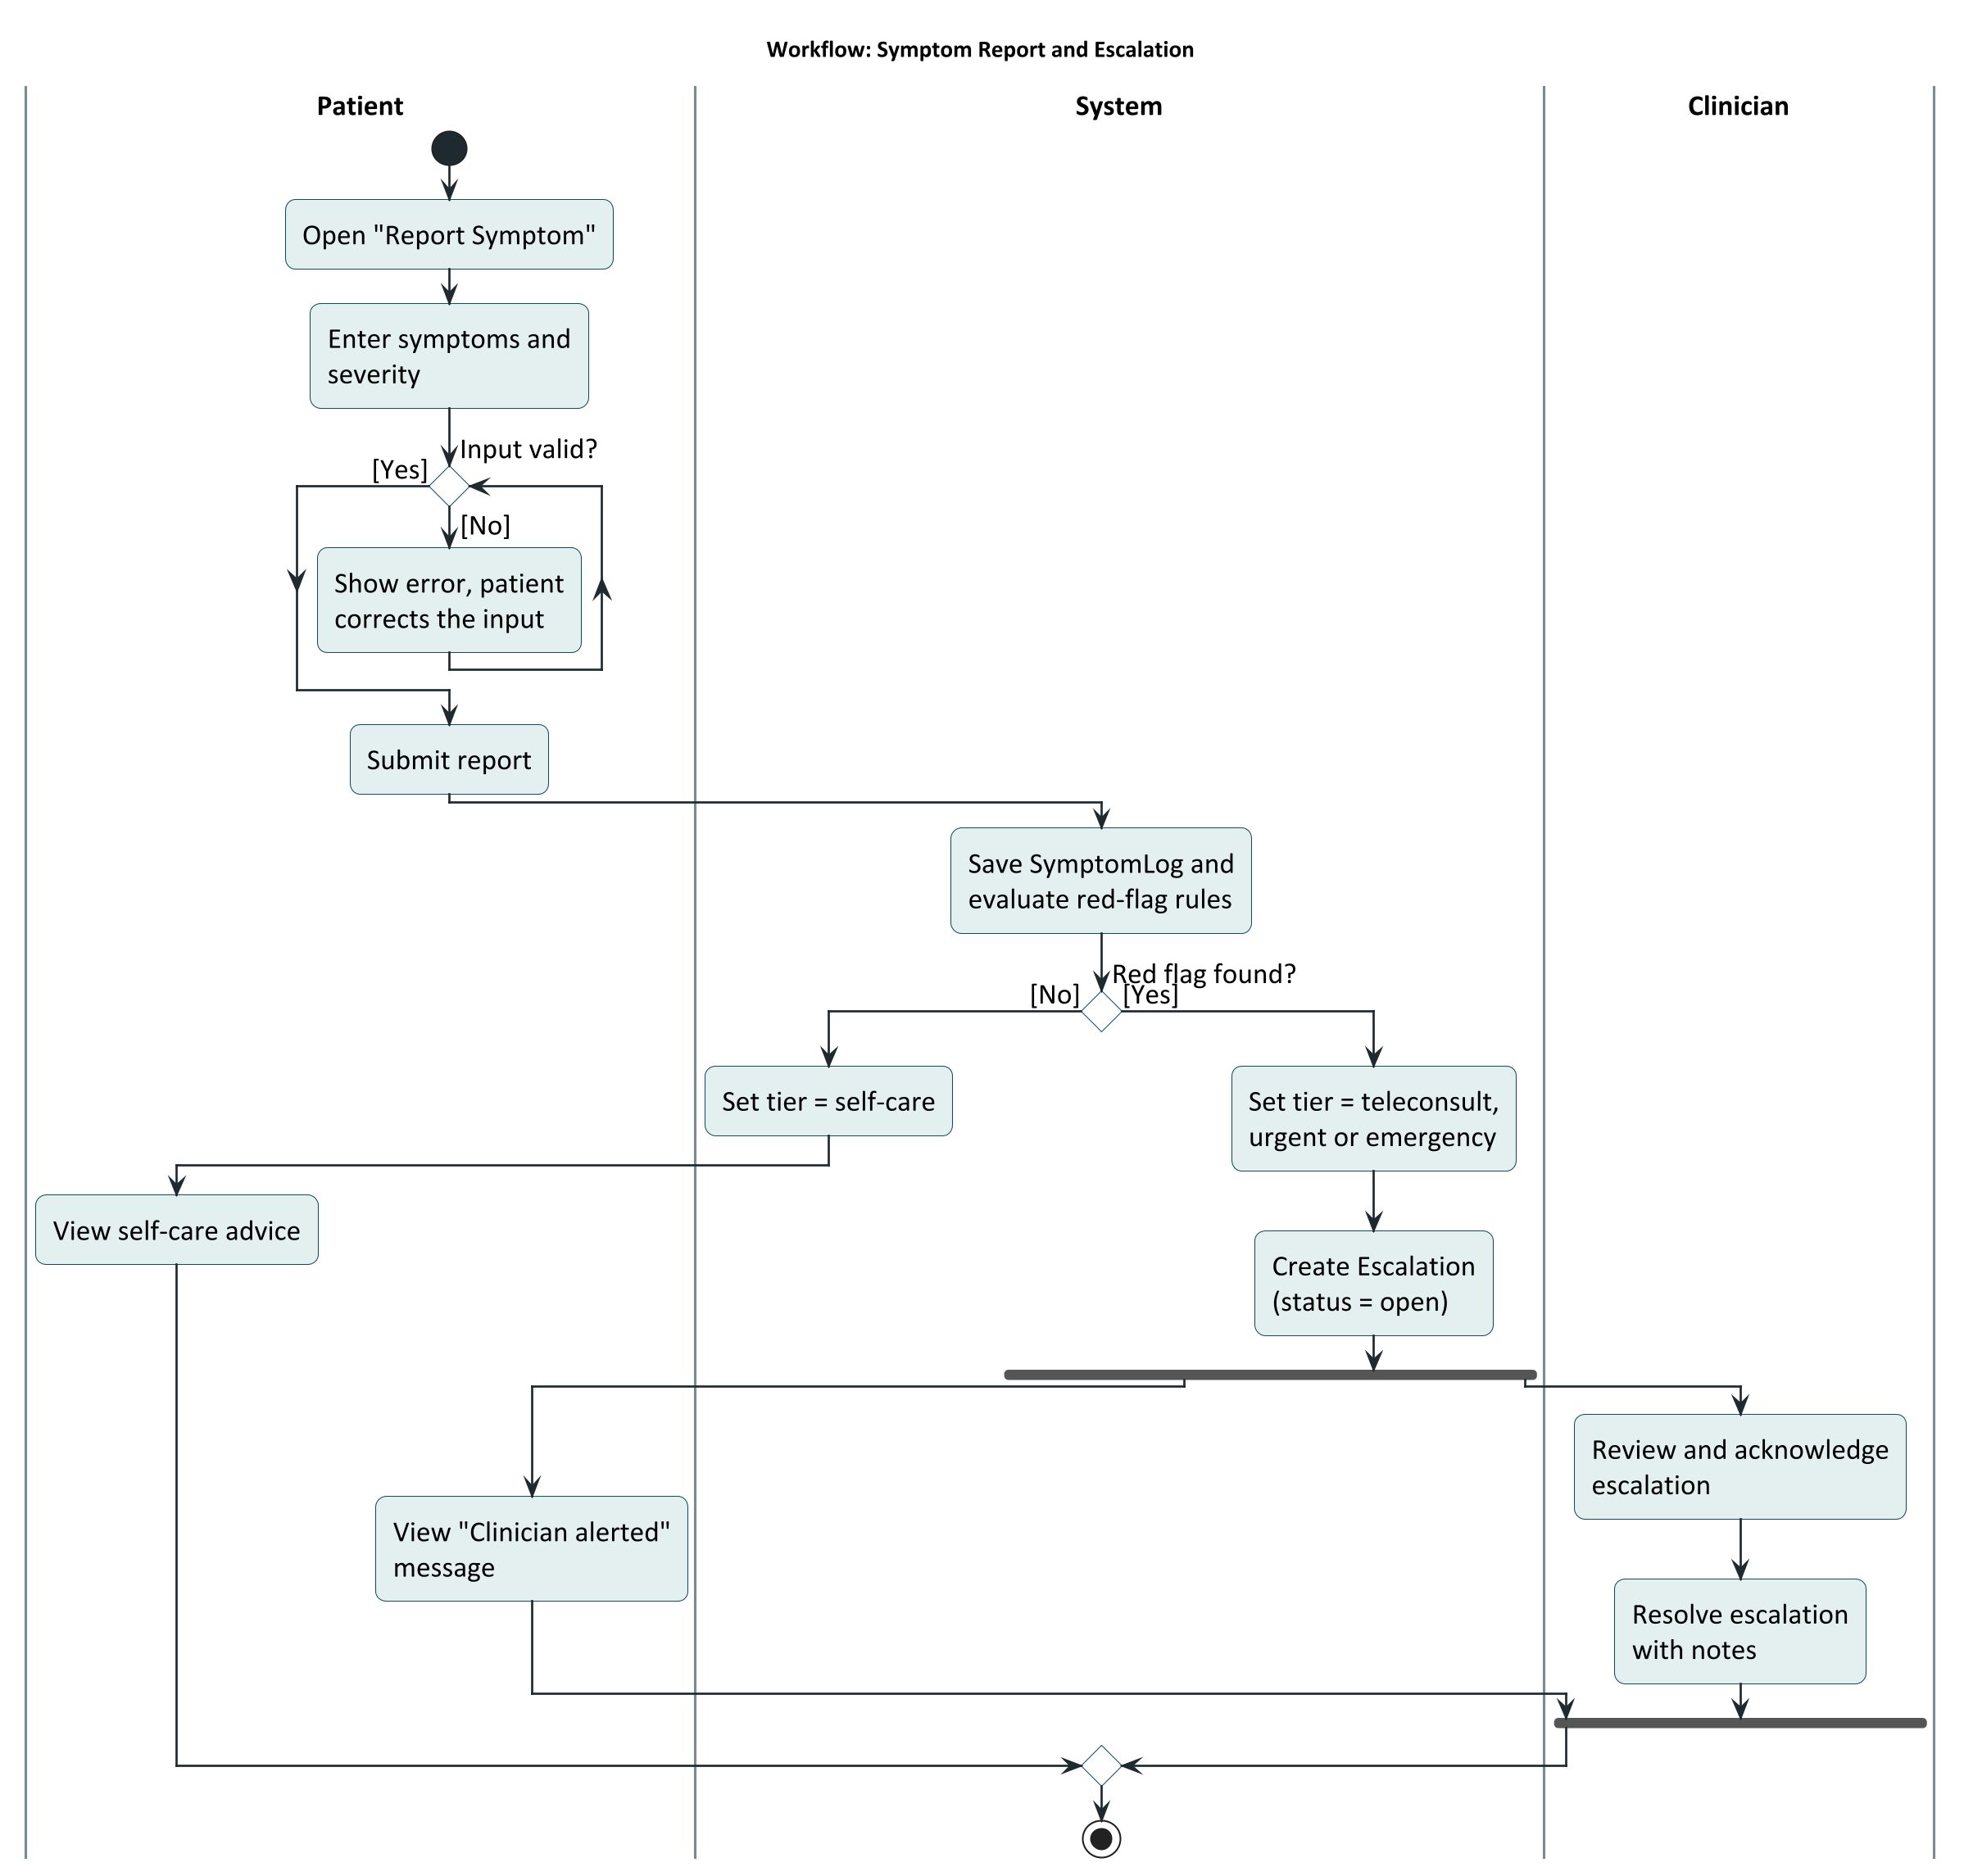 Workflow: Symptom Report and Escalation
Patient
System
Clinician
Open "Report Symptom"
Enter symptoms and
severity
Input valid?
[Yes]
[No]
Show error, patient
corrects the input
Submit report
Save SymptomLog and
evaluate red-flag rules
Red flag found?
[No]
[Yes]
Set tier = self-care
Set tier = teleconsult,
urgent or emergency
View self-care advice
Create Escalation
(status = open)
Review and acknowledge
escalation
View "Clinician alerted"
message
Resolve escalation
with notes